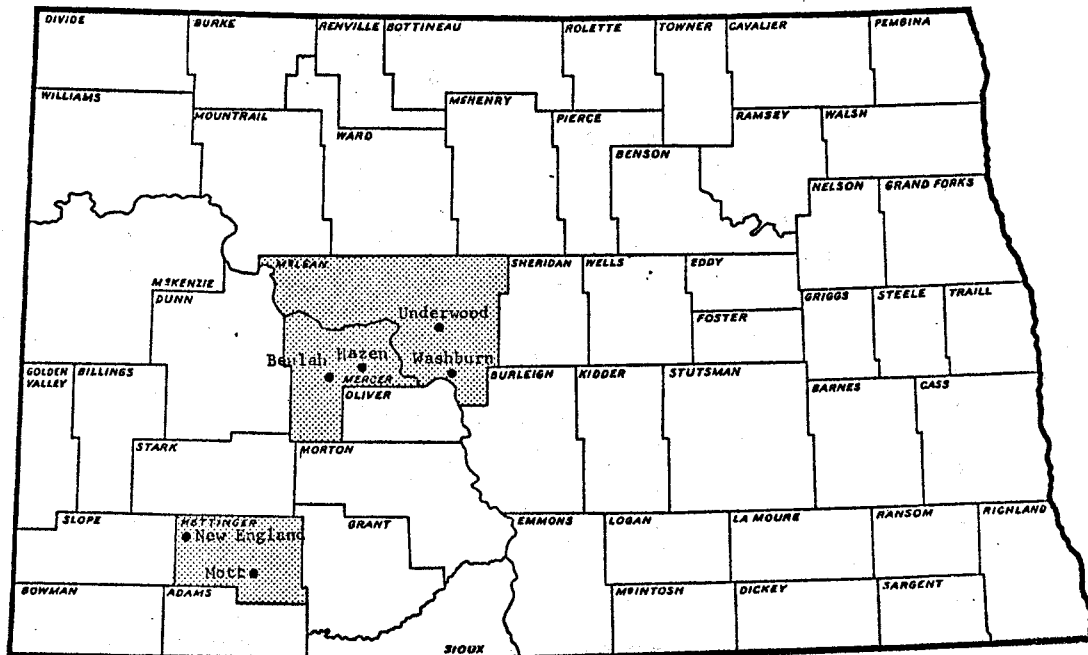 DIVIDE
BURKE
RENVILLE
BOTTINEAU
ROLETTE
TOWNER
CAVALIER
PEMBINA
WILLIAMS
MOUNTRAIL
WARD
McHENRY
PIERCE
RAMSEY
WALSH
BENSON
NELSON
GRAND FORKS
McKENZIE
DUNN
McLEAN
SHERIDAN
WELLS
EDDY
FOSTER
GRIGGS
STEELE
TRAILL
Underwood
Beulah
Hazen
Washburn
MERCER
OLIVER
GOLDEN
VALLEY
BILLINGS
BURLEIGH
KIDDER
STUTSMAN
BARNES
CASS
STARK
MORTON
SLOPE
HETTINGER
New England
Mott
GRANT
EMMONS
LOGAN
LA MOURE
RANSOM
RICHLAND
BOWMAN
ADAMS
SIOUX
McINTOSH
DICKEY
SARGENT